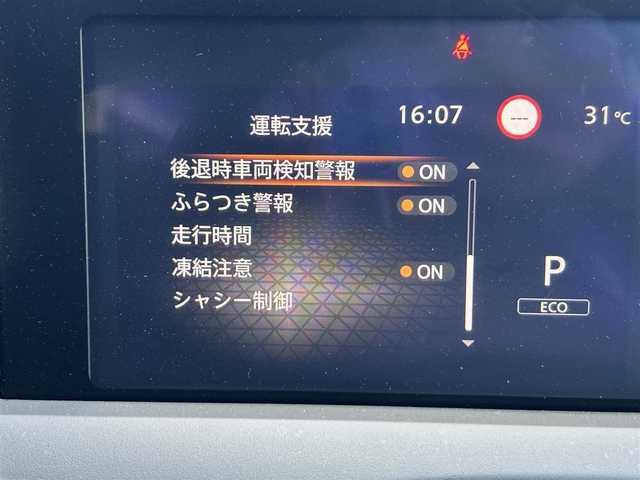 16:07
---
31℃
運転支援
後退時車両検知警報 ON
ふらつき警報 ON
走行時間
凍結注意 ON
シャシー制御
P
ECO